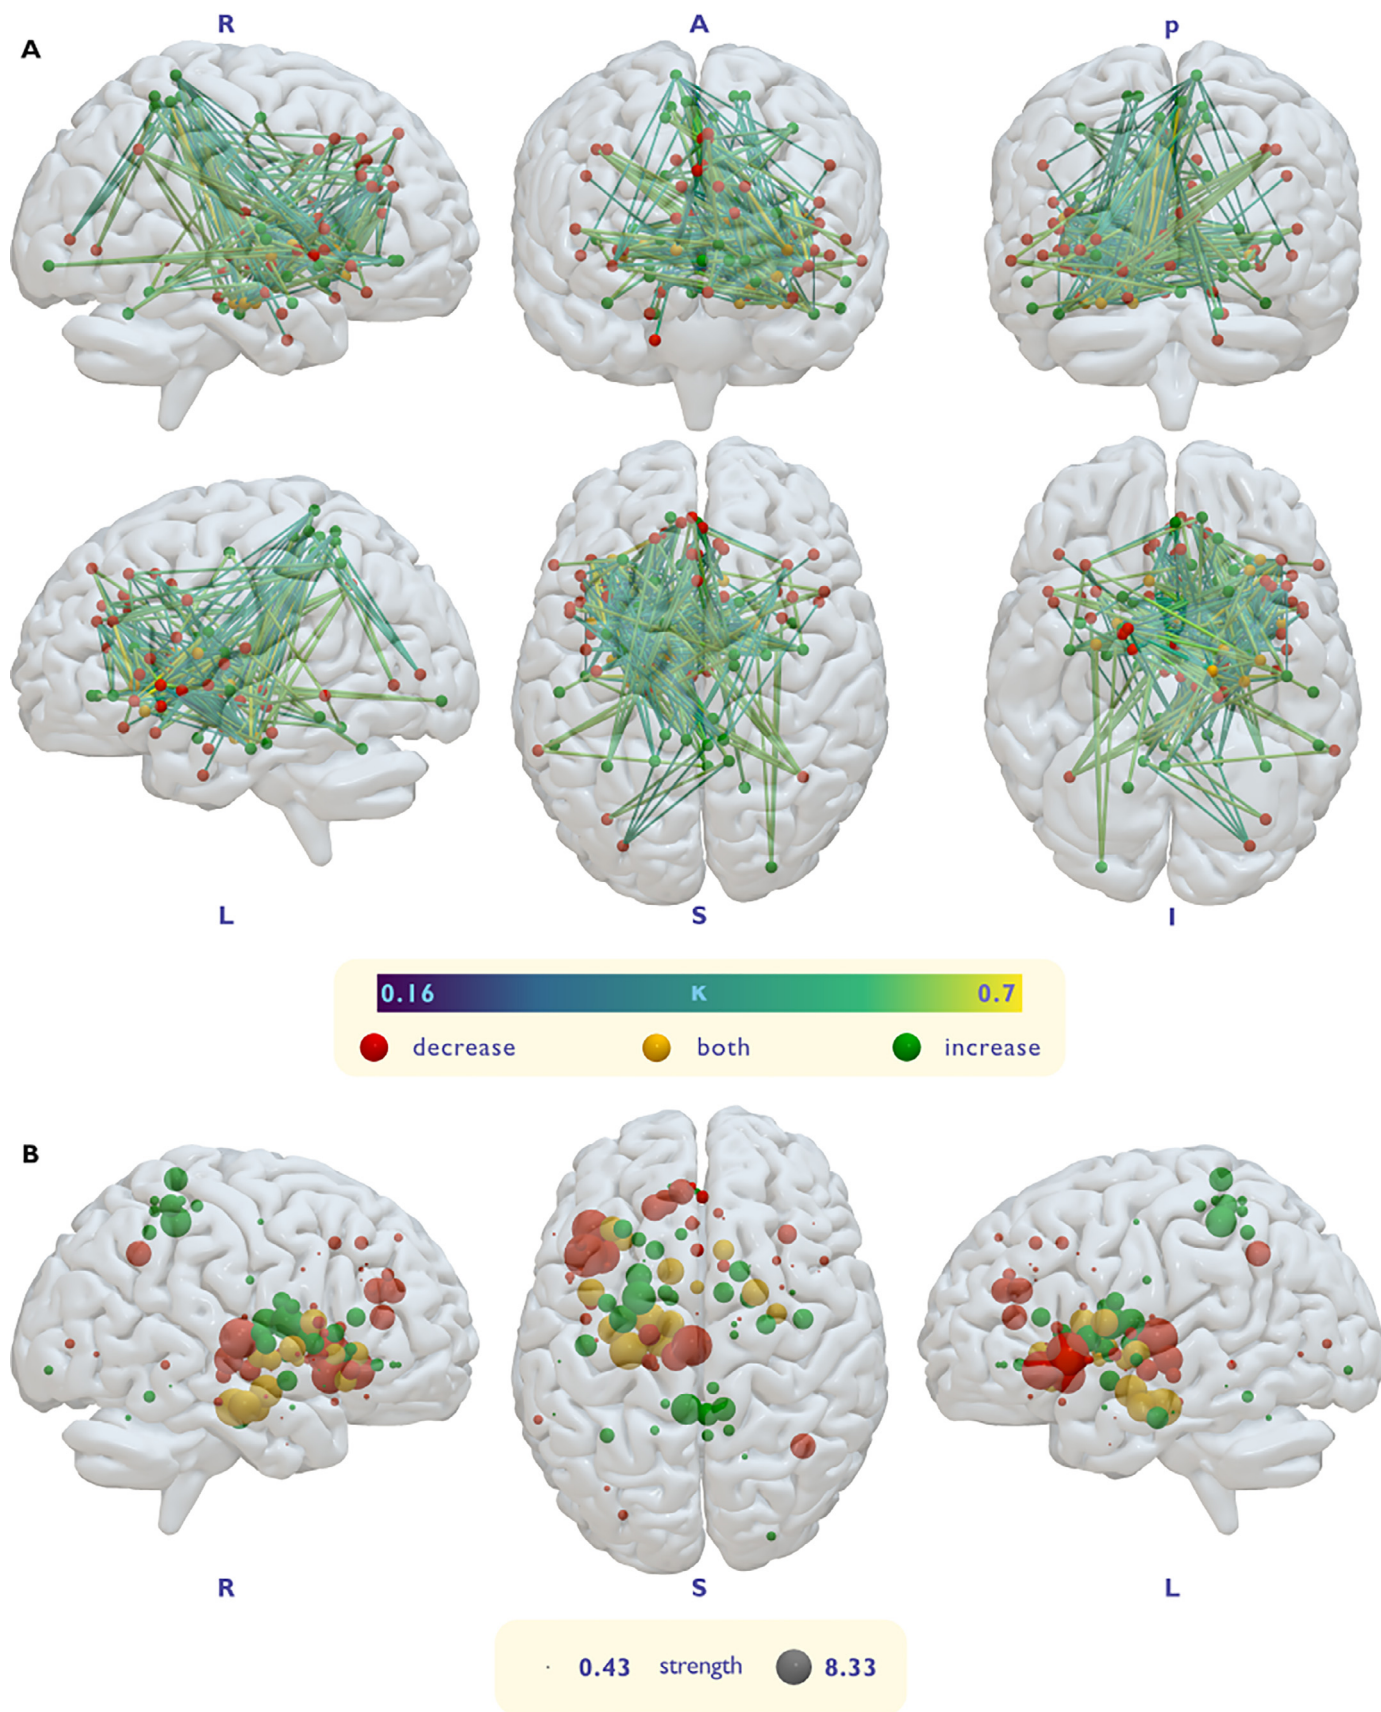 R A p
A
L S I
0.16 κ 0.7
decrease both increase
B
R S L
0.43 strength 8.33